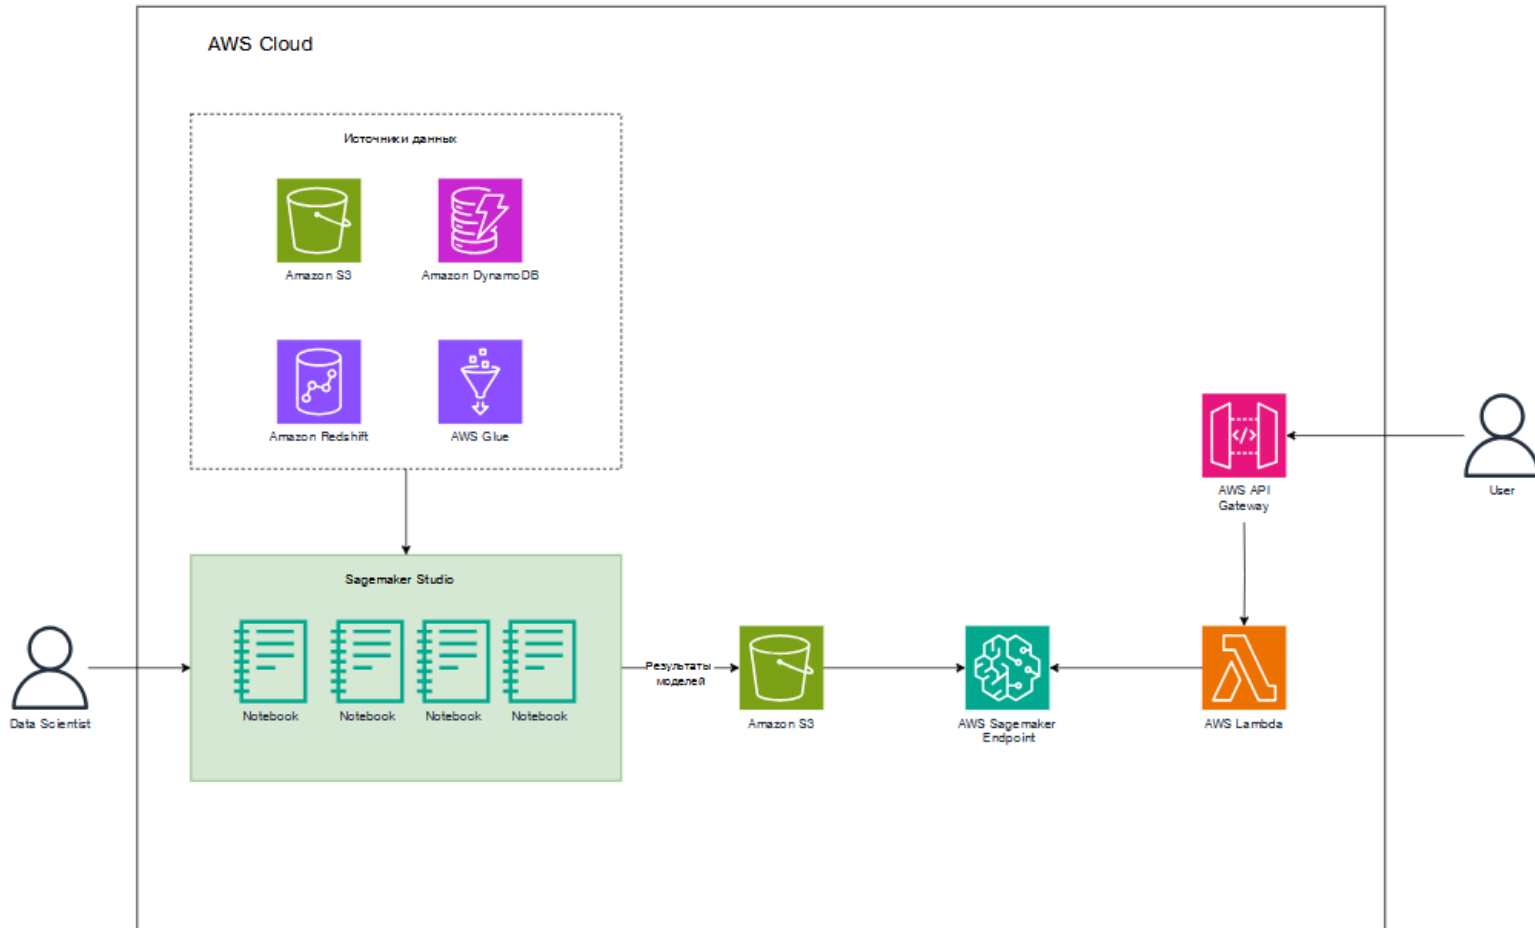 AWS Cloud
Источники данных
Amazon S3
Amazon DynamoDB
Amazon Redshift
AWS Glue
AWS API
Gateway
User
Sagemaker Studio
Notebook
Notebook
Notebook
Notebook
Data Scientist
Результаты
моделей
Amazon S3
AWS Sagemaker
Endpoint
AWS Lambda